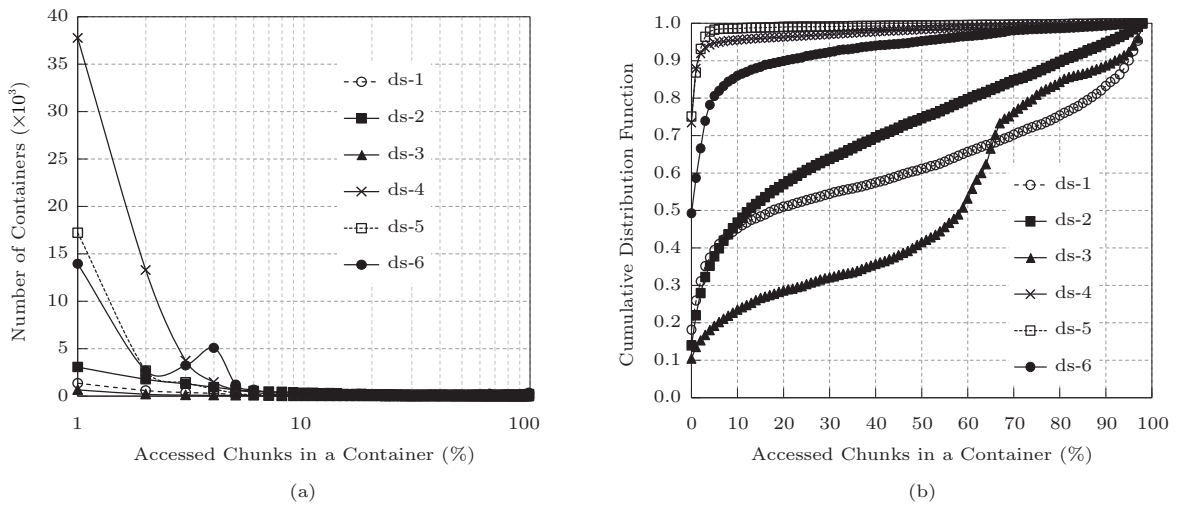 40
35
30
25
20
15
10
5
0
Number of Containers (×10³)
ds-1
ds-2
ds-3
ds-4
ds-5
ds-6
1 10 100
Accessed Chunks in a Container (%)
(a)
1.0
0.9
0.8
0.7
0.6
0.5
0.4
0.3
0.2
0.1
0.0
Cumulative Distribution Function
ds-1
ds-2
ds-3
ds-4
ds-5
ds-6
0 10 20 30 40 50 60 70 80 90 100
Accessed Chunks in a Container (%)
(b)